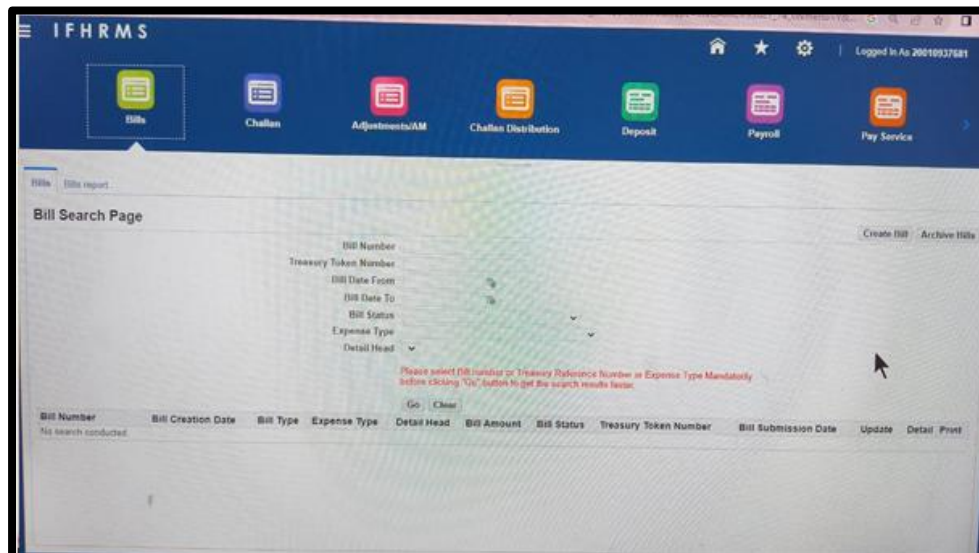 IFHRMS
Logged In As 20010937681
Bills
Challan
Adjustments/AM
Challan Distribution
Deposit
Payroll
Pay Service
Bills
Bills report
Bill Search Page
Create Bill
Archive Bills
Bill Number
Treasury Token Number
Bill Date From
Bill Date To
Bill Status
Expense Type
Detail Head
Please select Bill number or Treasury Reference Number or Expense Type Mandatorily
before clicking "Go" button to get the search results faster.
Go Clear
Bill Number Bill Creation Date Bill Type Expense Type Detail Head Bill Amount Bill Status Treasury Token Number Bill Submission Date Update Detail Print
No search conducted.